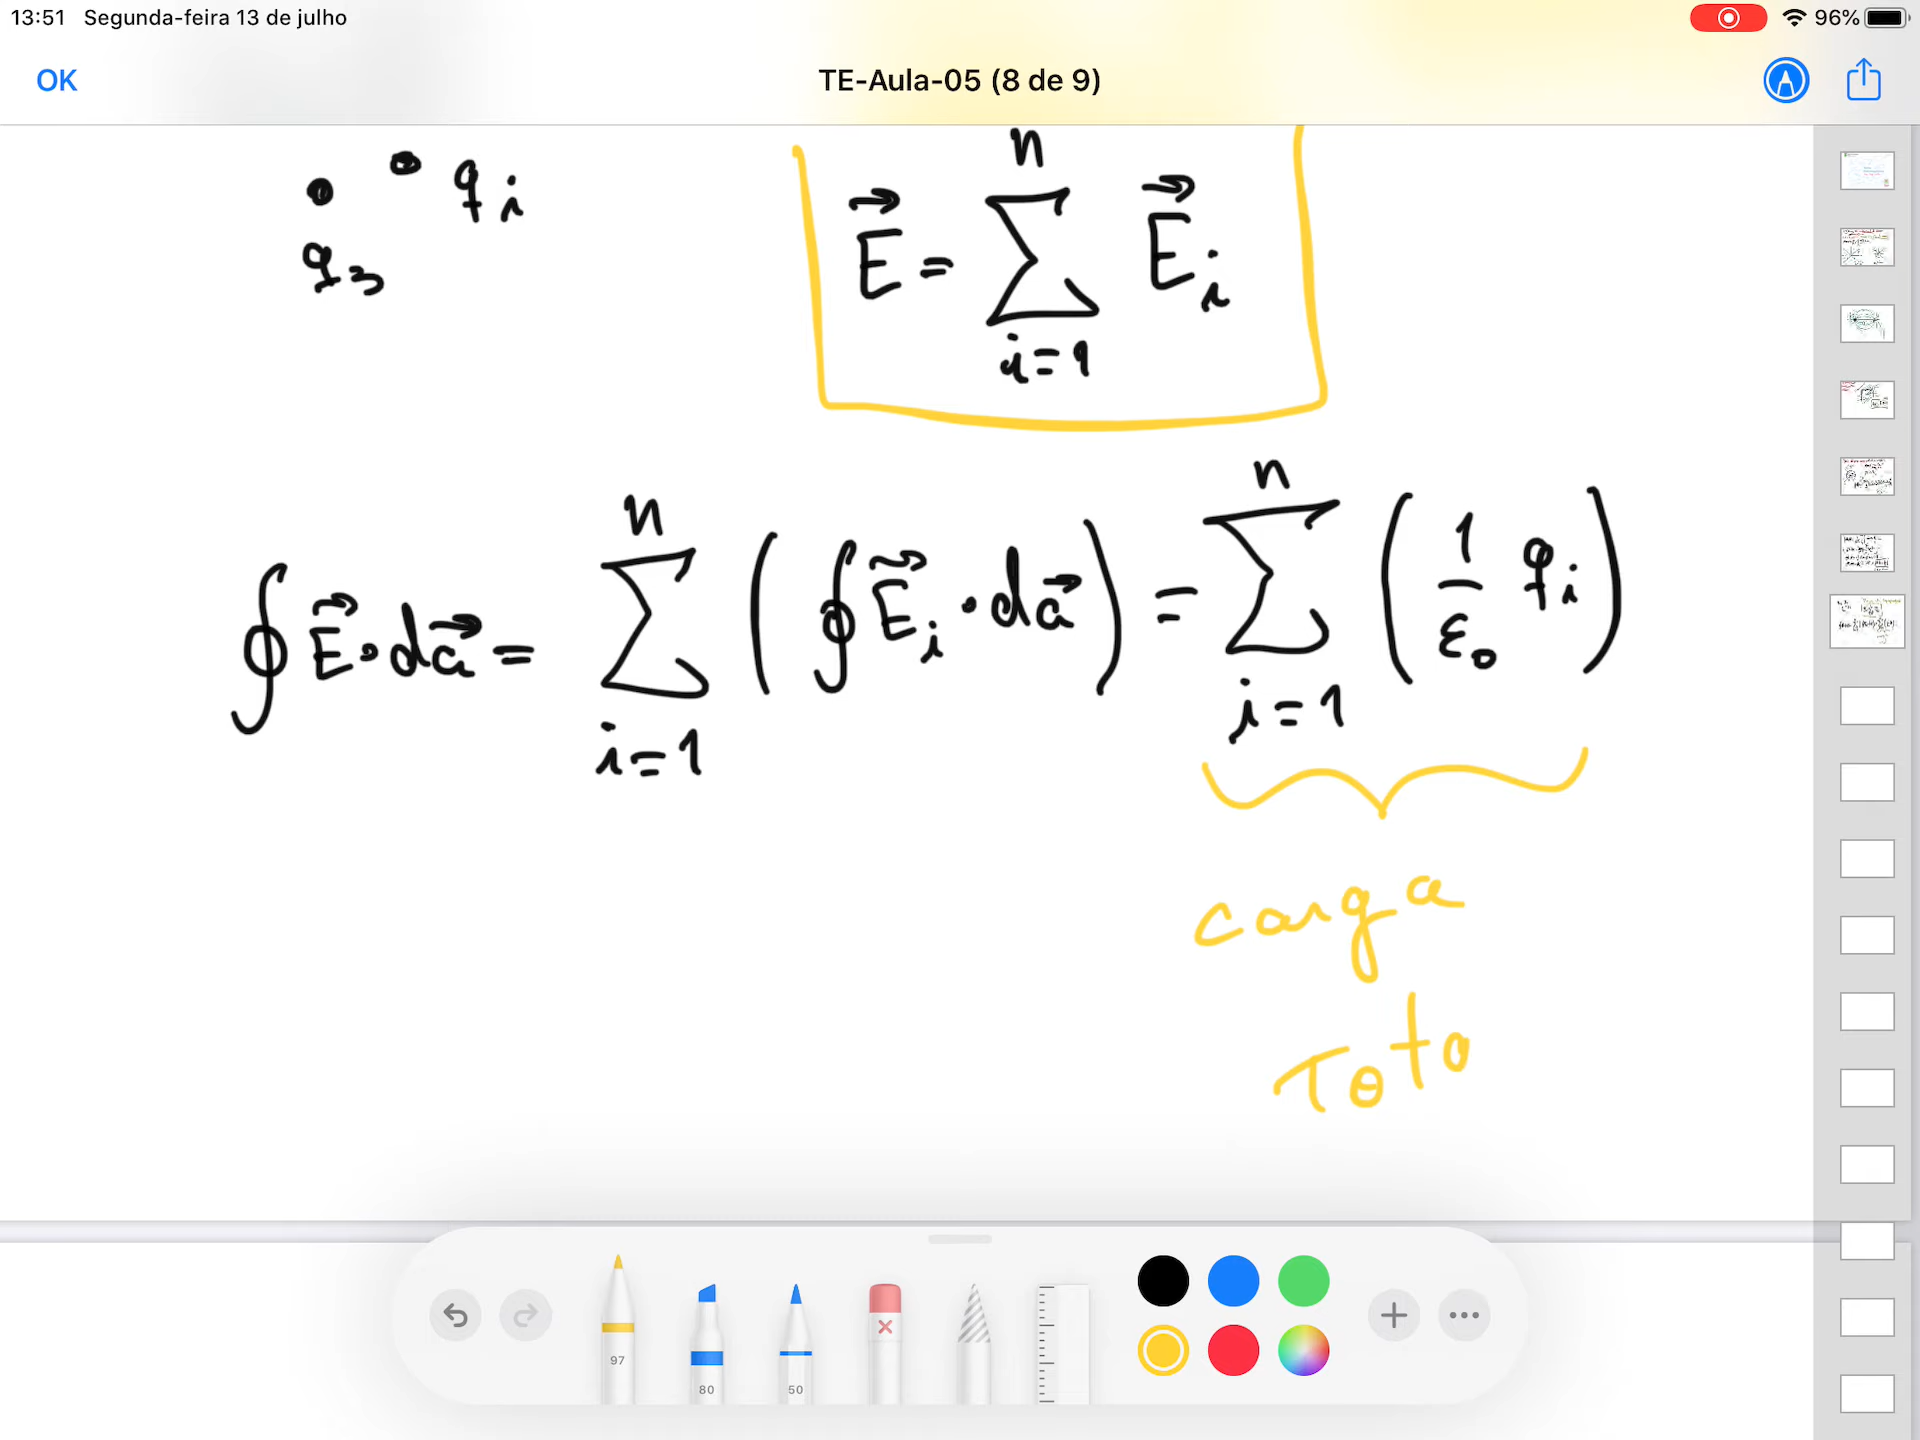 13:51 Segunda-feira 13 de julho 96%
OK TE-Aula-05 (8 de 9)
qi
q3
E⃗ = Σ_{i=1}^{n} E⃗i
∮ E⃗ · da⃗ = Σ_{i=1}^{n} ( ∮ E⃗i · da⃗ ) = Σ_{i=1}^{n} ( 1/ε0 qi )
carga
Tota
97 80 50